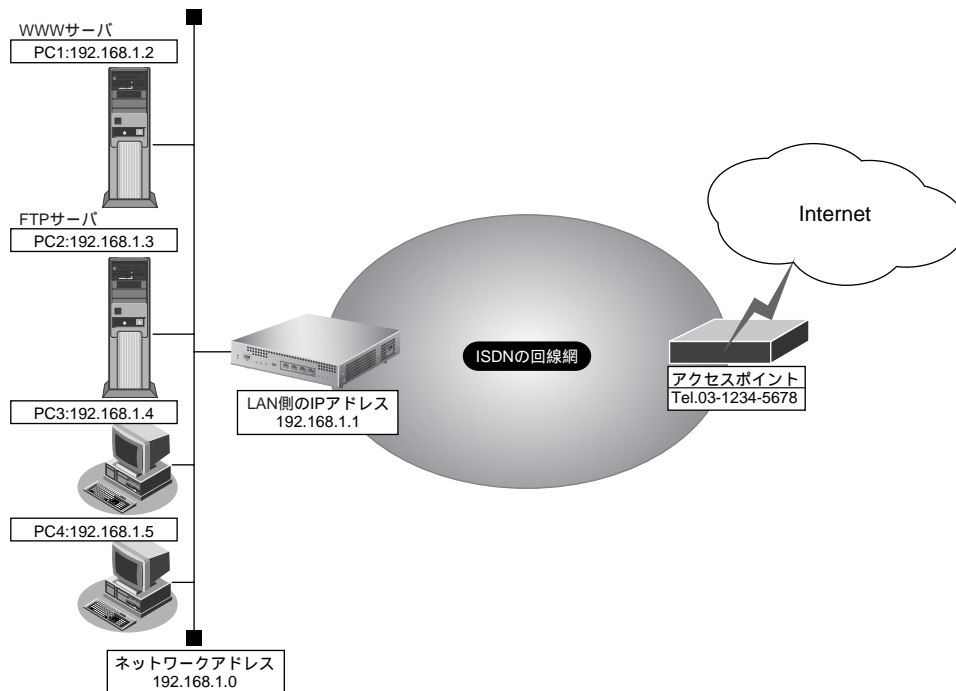 WWWサーバ
PC1:192.168.1.2
FTPサーバ
PC2:192.168.1.3
PC3:192.168.1.4
PC4:192.168.1.5
ネットワークアドレス
192.168.1.0
LAN側のIPアドレス
192.168.1.1
ISDNの回線網
アクセスポイント
Tel.03-1234-5678
Internet